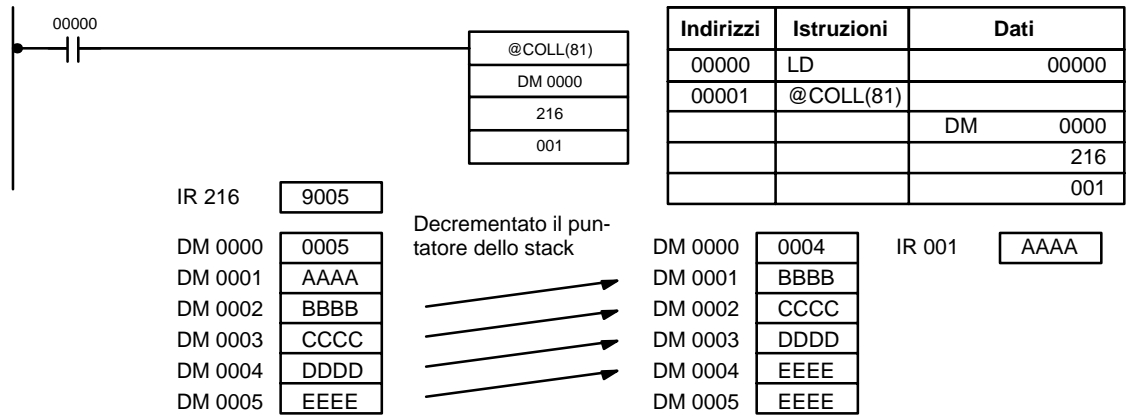 00000
@COLL(81)
DM 0000
216
001
Indirizzi Istruzioni Dati
00000 LD 00000
00001 @COLL(81)
DM 0000
216
001
IR 216 9005
Decrementato il pun-
tatore dello stack
DM 0000 0005
DM 0001 AAAA
DM 0002 BBBB
DM 0003 CCCC
DM 0004 DDDD
DM 0005 EEEE
DM 0000 0004
DM 0001 BBBB
DM 0002 CCCC
DM 0003 DDDD
DM 0004 EEEE
DM 0005 EEEE
IR 001 AAAA